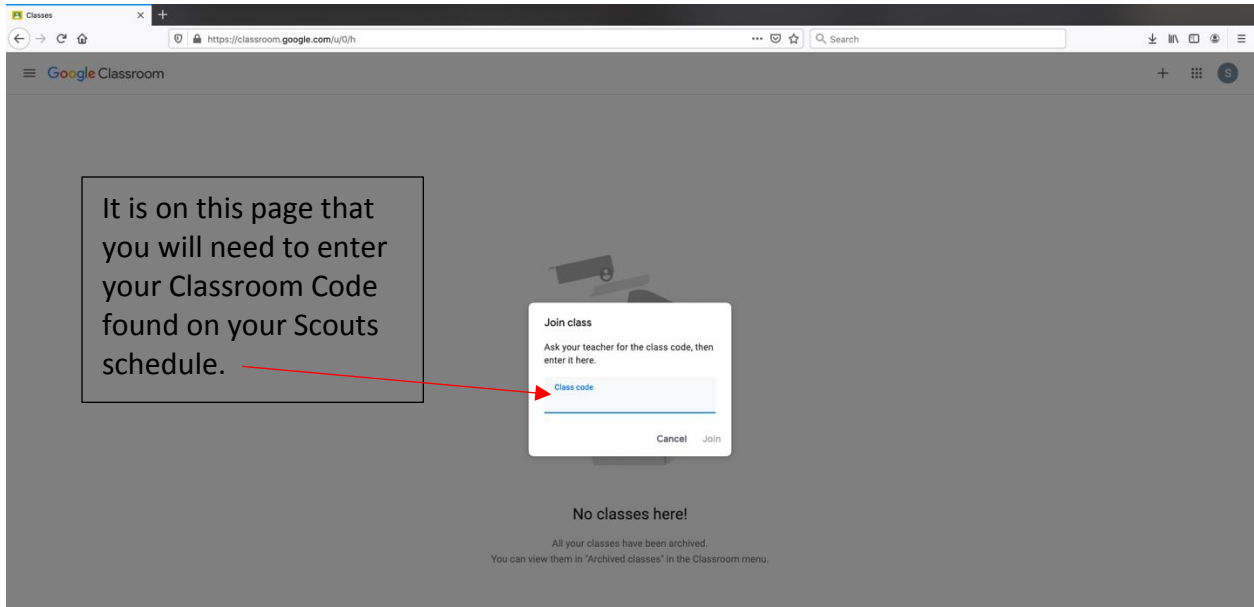 Classes
https://classroom.google.com/u/0/h
Search
Google Classroom
S
It is on this page that
you will need to enter
your Classroom Code
found on your Scouts
schedule.
Join class
Ask your teacher for the class code, then
enter it here.
Class code
Cancel Join
No classes here!
All your classes have been archived.
You can view them in "Archived classes" in the Classroom menu.